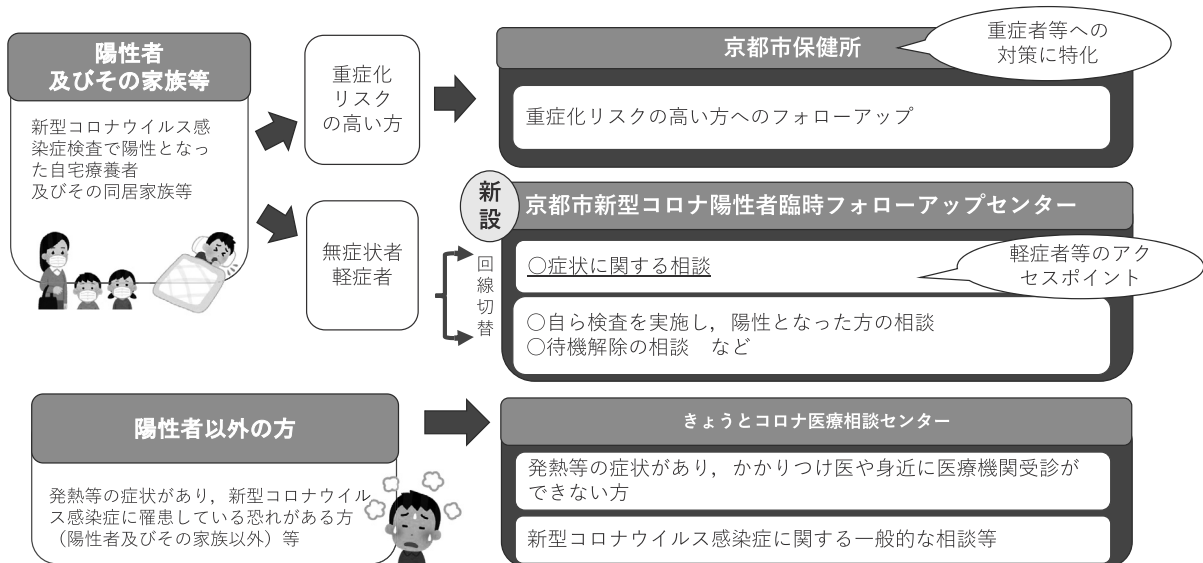 陽性者
及びその家族等
新型コロナウイルス感
染症検査で陽性となっ
た自宅療養者
及びその同居家族等
重症化
リスク
の高い方
京都市保健所
重症者等への
対策に特化
重症化リスクの高い方へのフォローアップ
無症状者
軽症者
回線切替
新設
京都市新型コロナ陽性者臨時フォローアップセンター
○症状に関する相談
軽症者等のアク
セスポイント
○自ら検査を実施し，陽性となった方の相談
○待機解除の相談　など
陽性者以外の方
発熱等の症状があり，新型コロナウイル
ス感染症に罹患している恐れがある方
（陽性者及びその家族以外）等
きょうとコロナ医療相談センター
発熱等の症状があり，かかりつけ医や身近に医療機関受診が
できない方
新型コロナウイルス感染症に関する一般的な相談等